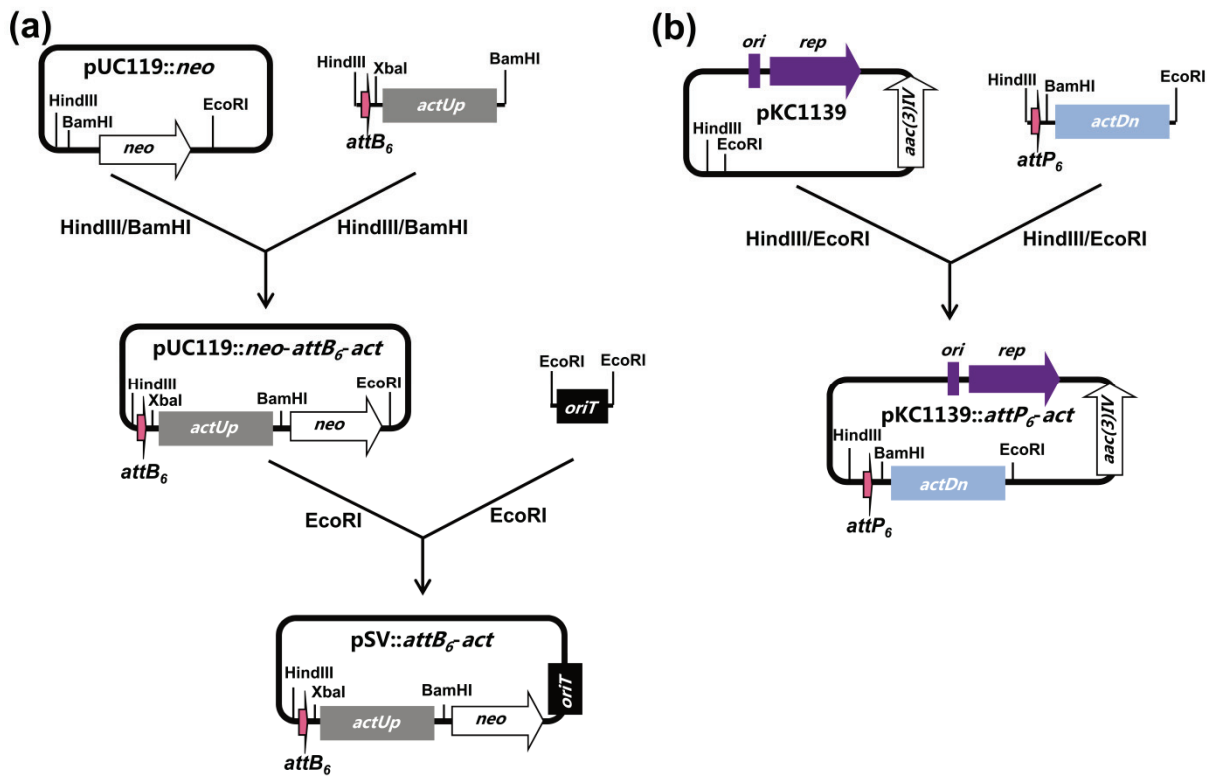 (a)
pUC119::neo
HindIII
BamHI
EcoRI
neo
HindIII
XbaI
BamHI
actUp
attB6
HindIII/BamHI
HindIII/BamHI
pUC119::neo-attB6-act
HindIII
XbaI
BamHI
EcoRI
actUp
neo
attB6
EcoRI
EcoRI
oriT
EcoRI
EcoRI
pSV::attB6-act
HindIII
XbaI
BamHI
actUp
neo
oriT
attB6
(b)
ori
rep
pKC1139
HindIII
EcoRI
aac(3)IV
HindIII
BamHI
EcoRI
actDn
attP6
HindIII/EcoRI
HindIII/EcoRI
ori
rep
pKC1139::attP6-act
aac(3)IV
HindIII
BamHI
EcoRI
actDn
attP6